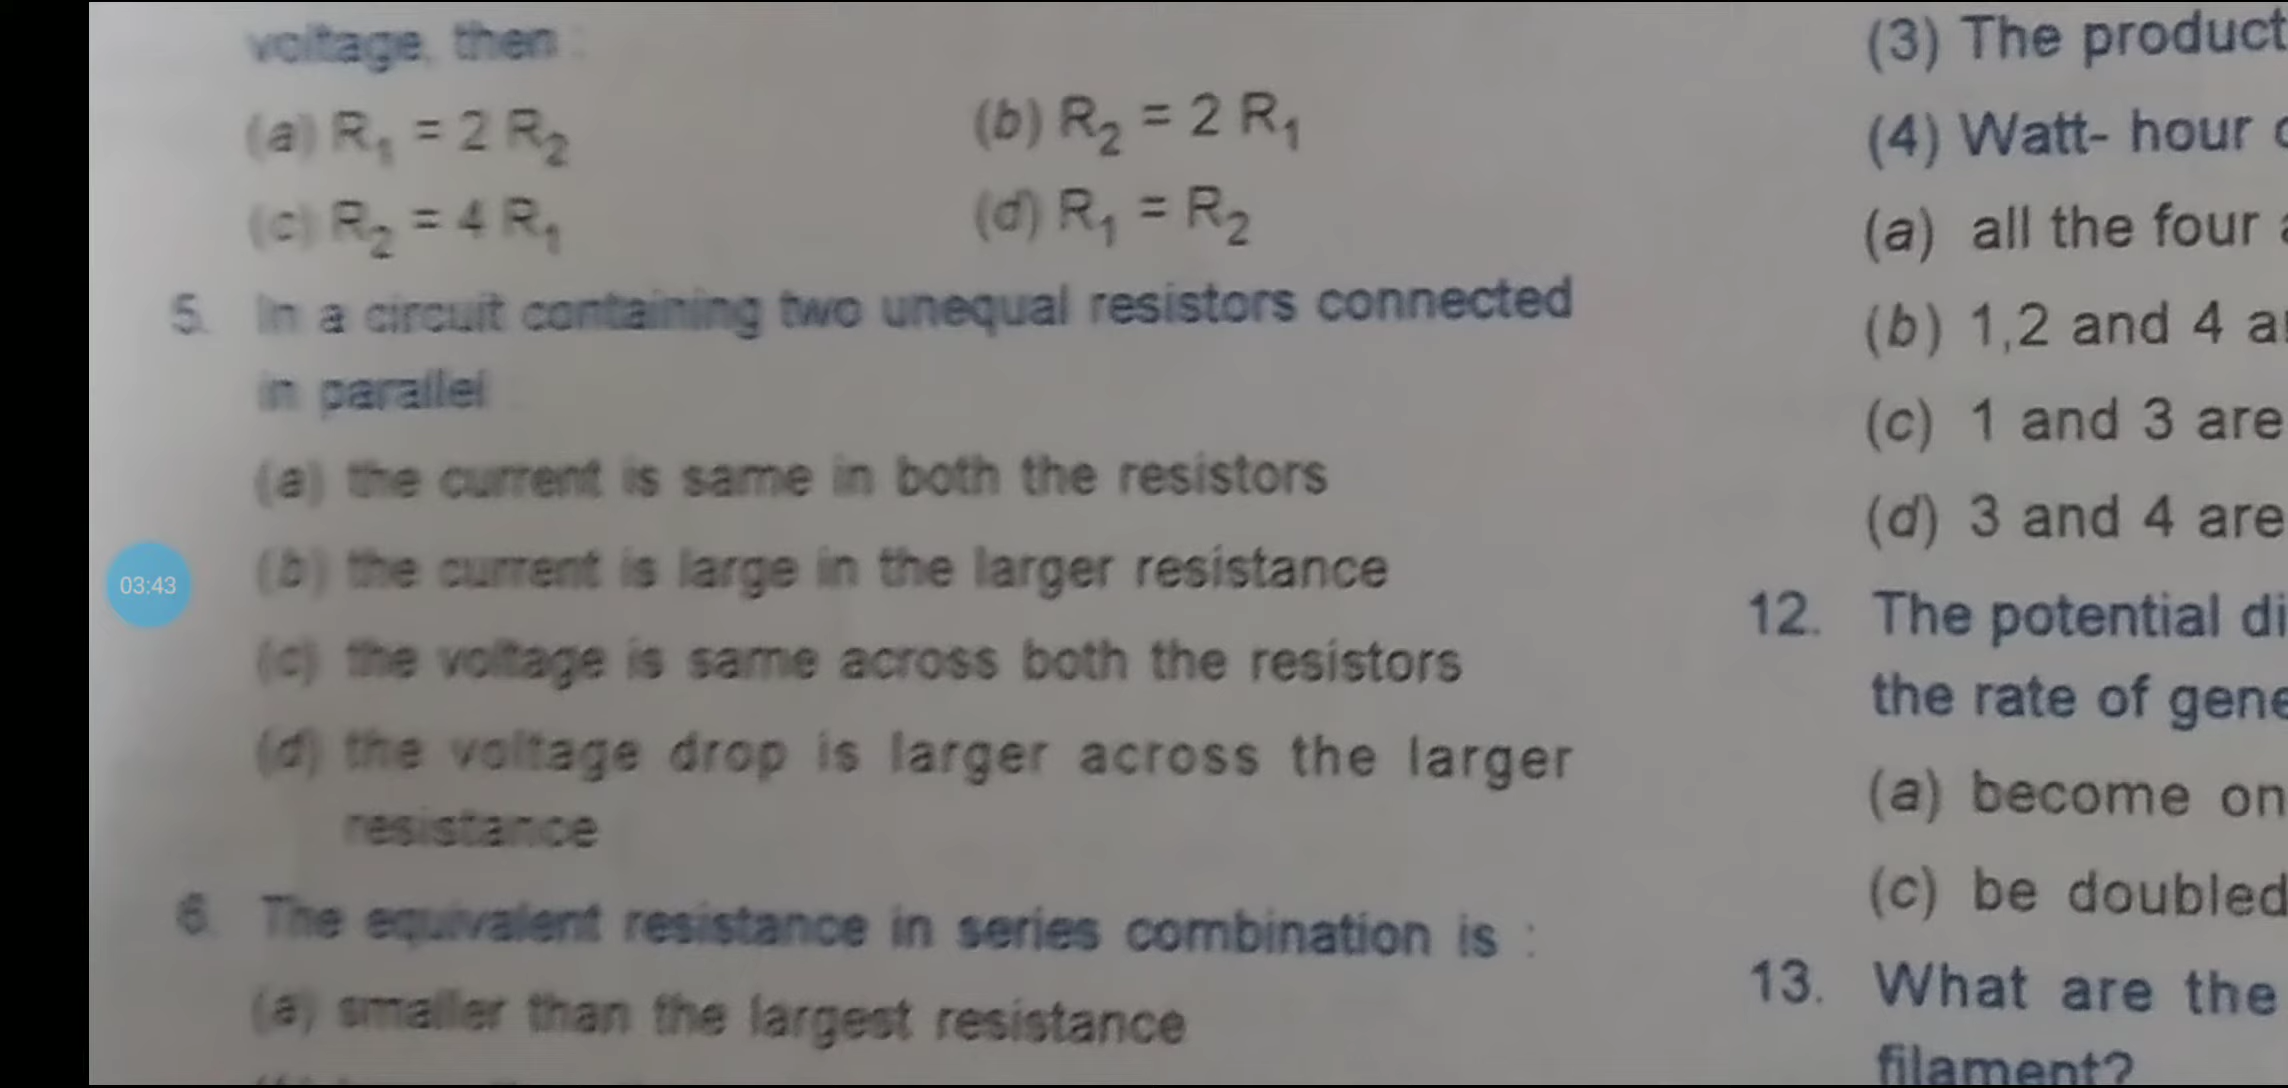 voltage, then :
(a) R₁ = 2 R₂ (b) R₂ = 2 R₁
(c) R₂ = 4 R₁ (d) R₁ = R₂
5. In a circuit containing two unequal resistors connected
in parallel
(a) the current is same in both the resistors
(b) the current is large in the larger resistance
(c) the voltage is same across both the resistors
(d) the voltage drop is larger across the larger
resistance
6. The equivalent resistance in series combination is :
(a) smaller than the largest resistance
03:43
(3) The product
(4) Watt- hour
(a) all the four
(b) 1,2 and 4
(c) 1 and 3 are
(d) 3 and 4 are
12. The potential
the rate of
(a) become
(c) be doubled
13. What are the
filament?